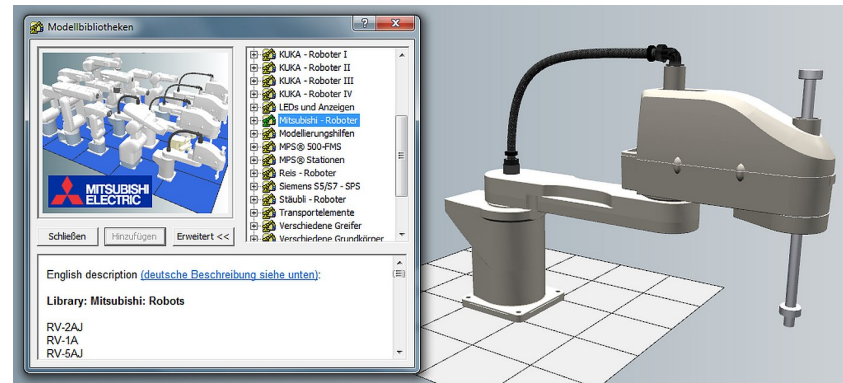 Modellbibliotheken
KUKA - Roboter I
KUKA - Roboter II
KUKA - Roboter III
KUKA - Roboter IV
LEDs und Anzeigen
Mitsubishi - Roboter
Modellierungshilfen
MPS® 500-FMS
MPS® Stationen
Reis - Roboter
Siemens S5/S7 - SPS
Stäubli - Roboter
Transportelemente
Verschiedene Greifer
Verschiedene Grundkörper
MITSUBISHI
ELECTRIC
Schließen
Hinzufügen
Erweitert <<
English description (deutsche Beschreibung siehe unten):
Library: Mitsubishi: Robots
RV-2AJ
RV-1A
RV-5AJ